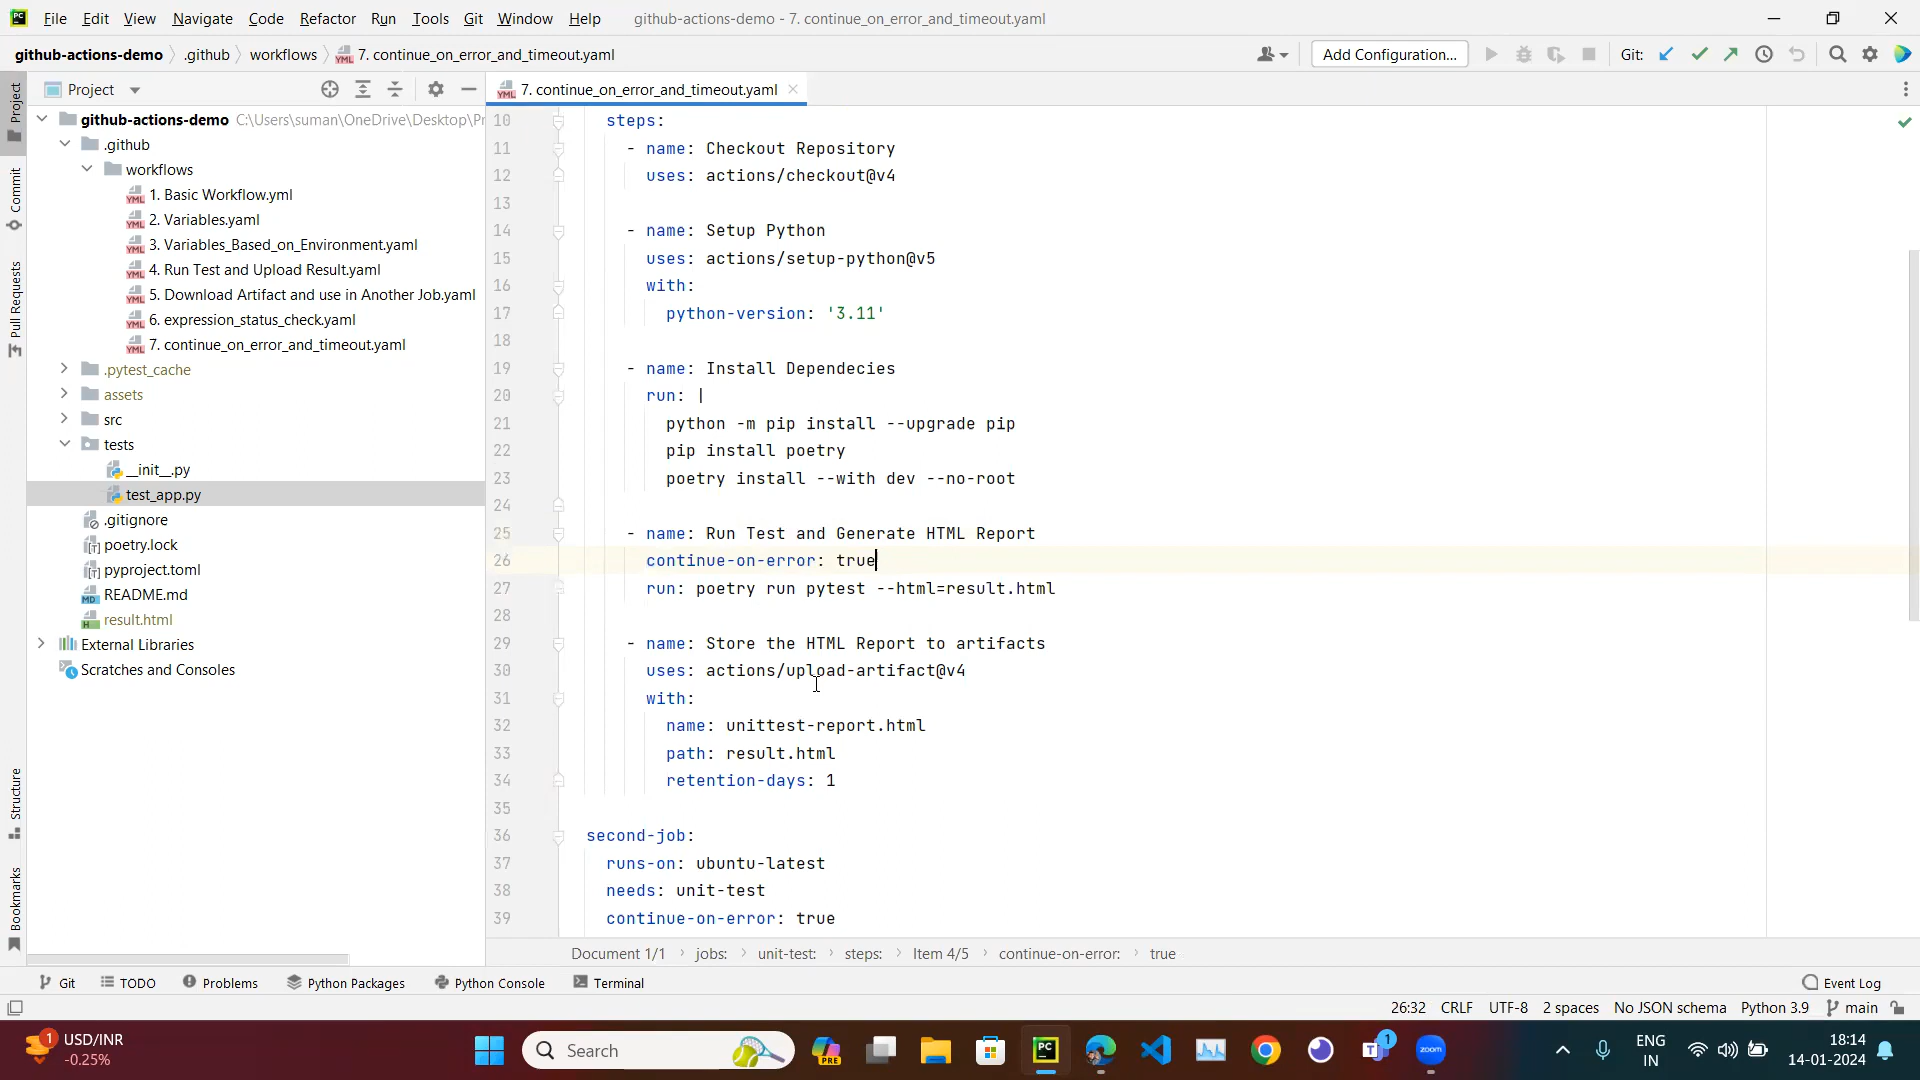 File Edit View Navigate Code Refactor Run Tools Git Window Help github-actions-demo - 7. continue_on_error_and_timeout.yaml
github-actions-demo .github workflows 7. continue_on_error_and_timeout.yaml Add Configuration... Git:
Project 7. continue_on_error_and_timeout.yaml
github-actions-demo C:\Users\suman\OneDrive\Desktop\Pr
.github
workflows
1. Basic Workflow.yml
2. Variables.yaml
3. Variables_Based_on_Environment.yaml
4. Run Test and Upload Result.yaml
5. Download Artifact and use in Another Job.yaml
6. expression_status_check.yaml
7. continue_on_error_and_timeout.yaml
.pytest_cache
assets
src
tests
__init__.py
test_app.py
.gitignore
poetry.lock
pyproject.toml
README.md
result.html
External Libraries
Scratches and Consoles
Project
Commit
Pull Requests
Structure
Bookmarks
10 steps:
11 - name: Checkout Repository
12 uses: actions/checkout@v4
13
14 - name: Setup Python
15 uses: actions/setup-python@v5
16 with:
17 python-version: '3.11'
18
19 - name: Install Dependecies
20 run: |
21 python -m pip install --upgrade pip
22 pip install poetry
23 poetry install --with dev --no-root
24
25 - name: Run Test and Generate HTML Report
26 continue-on-error: true
27 run: poetry run pytest --html=result.html
28
29 - name: Store the HTML Report to artifacts
30 uses: actions/upload-artifact@v4
31 with:
32 name: unittest-report.html
33 path: result.html
34 retention-days: 1
35
36 second-job:
37 runs-on: ubuntu-latest
38 needs: unit-test
39 continue-on-error: true
Document 1/1 jobs: unit-test: steps: Item 4/5 continue-on-error: true
Git TODO Problems Python Packages Python Console Terminal Event Log
26:32 CRLF UTF-8 2 spaces No JSON schema Python 3.9 main
1 USD/INR
-0.25%
Search
PRE
PC
1
zoom
ENG
IN
18:14
14-01-2024